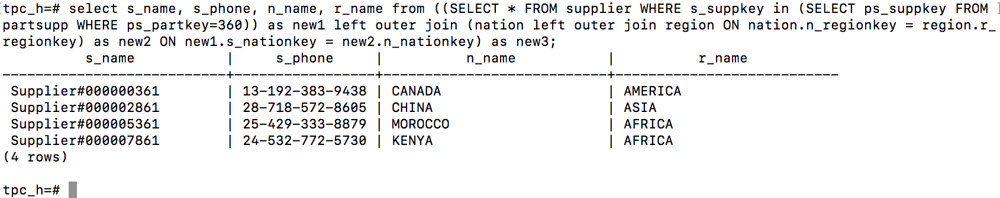 tpc_h=# select s_name, s_phone, n_name, r_name from ((SELECT * FROM supplier WHERE s_suppkey in (SELECT ps_suppkey FROM
partsupp WHERE ps_partkey=360)) as new1 left outer join (nation left outer join region ON nation.n_regionkey = region.r_
regionkey) as new2 ON new1.s_nationkey = new2.n_nationkey) as new3;
          s_name           |     s_phone     |          n_name           |          r_name
---------------------------+-----------------+---------------------------+---------------------------
 Supplier#000000361        | 13-192-383-9438 | CANADA                    | AMERICA
 Supplier#000002861        | 28-718-572-8605 | CHINA                     | ASIA
 Supplier#000005361        | 25-429-333-8879 | MOROCCO                   | AFRICA
 Supplier#000007861        | 24-532-772-5730 | KENYA                     | AFRICA
(4 rows)
tpc_h=#